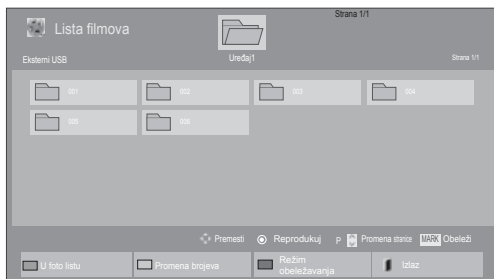 Strana 1/1
Lista filmova
Eksterni USB
Uređaj1
Strana 1/1
001
002
003
004
005
006
Premesti
Reprodukuj
P
Promena stranice
MARK Obeleži
U foto listu
Promena brojeva
Režim
obeležavanja
Izlaz